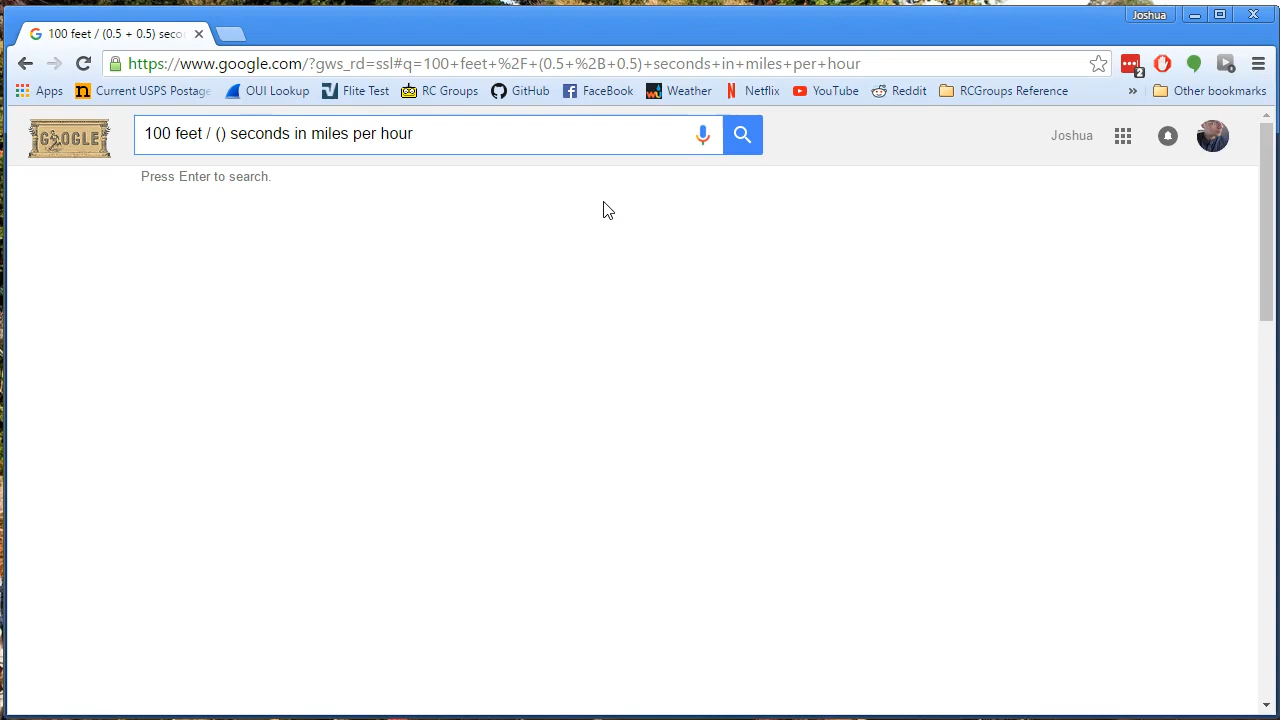 Joshua
100 feet / (0.5 + 0.5) seco
https://www.google.com/?gws_rd=ssl#q=100+feet+%2F+(0.5+%2B+0.5)+seconds+in+miles+per+hour
2
Apps Current USPS Postage OUI Lookup Flite Test RC Groups GitHub FaceBook Weather Netflix YouTube Reddit RCGroups Reference » Other bookmarks
GOOGLE 100 feet / () seconds in miles per hour Joshua
Press Enter to search.